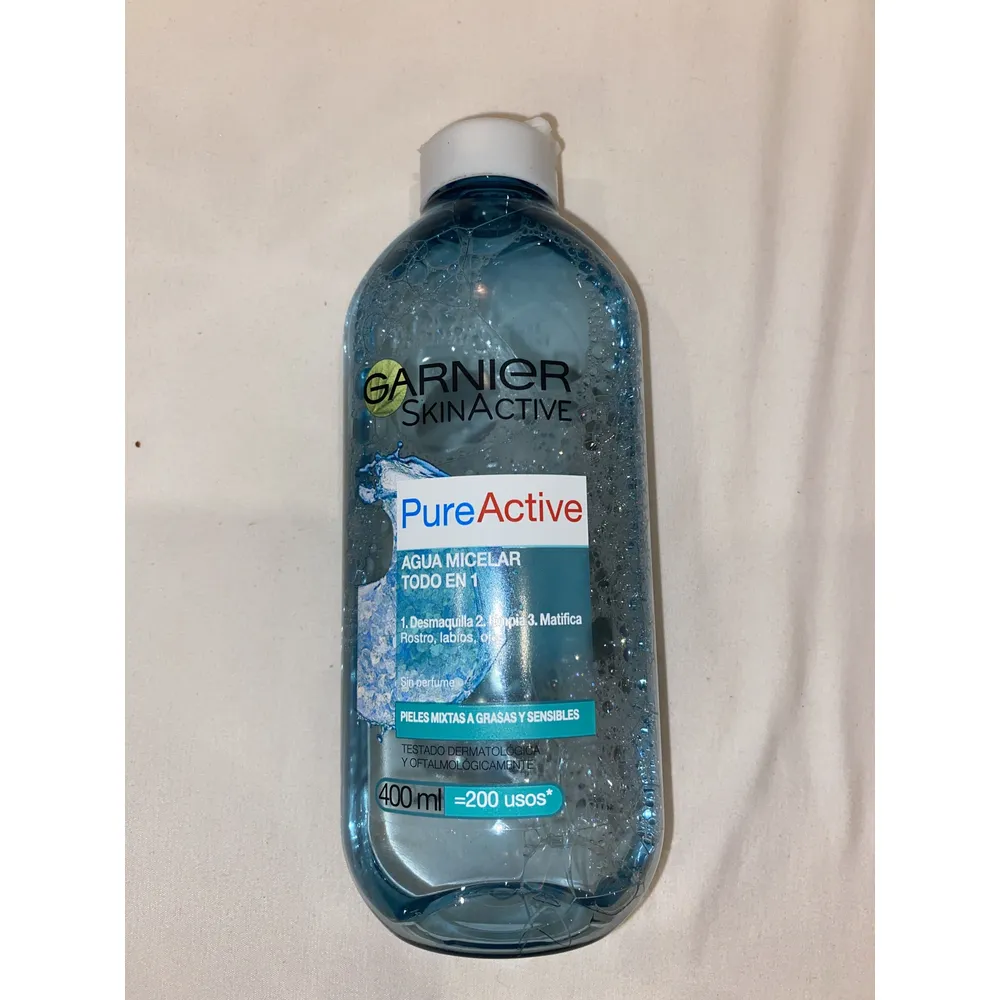 GARNIER
SKINACTIVE
PureActive
AGUA MICELAR
TODO EN 1
1. Desmaquilla 2. Limpia 3. Matifica
Rostro, labios,
Sin perfume
PIELES MIXTAS A GRASAS Y SENSIBLES
TESTADO DERMATOLÓGICA
Y OFTALMOLÓGICAMENTE
400 ml =200 usos*